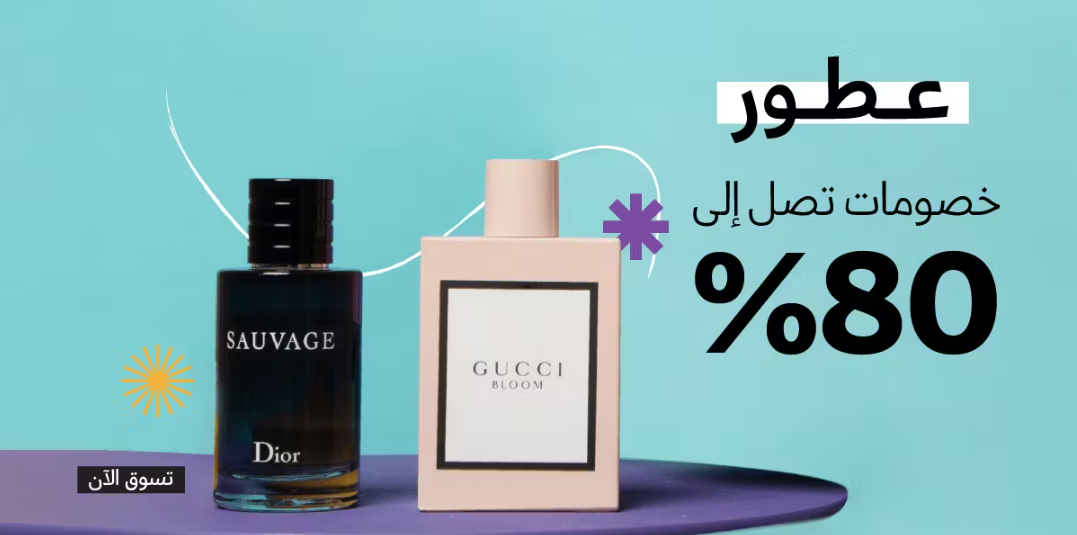 عطور
خصومات تصل إلى
%80
SAUVAGE
Dior
GUCCI
BLOOM
تسوق الآن